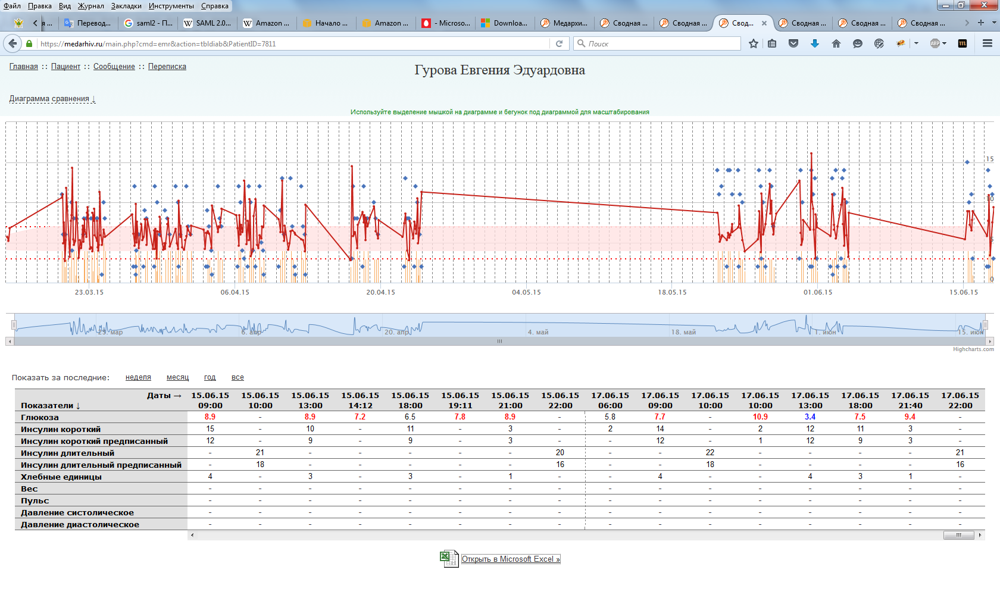 Файл Правка Вид Журнал Закладки Инструменты Справка
я ... Перевод... saml2 - П... SAML 2.0... Amazon ... Начало ... Amazon ... - Microso... Downloa... Медархи... Сводная ... Сводная ... Свод... Сводная ... Сводная ... Сводная ...
https://medarhiv.ru/main.php?cmd=emr&action=tbldiab&PatientID=7811 Поиск ABP m
Главная :: Пациент :: Сообщение :: Переписка
Гурова Евгения Эдуардовна
Диаграмма сравнения ↓
Используйте выделение мышкой на диаграмме и бегунок под диаграммой для масштабирования
15
10
5
0
23.03.15 06.04.15 20.04.15 04.05.15 18.05.15 01.06.15 15.06.15
23. мар 6. апр 20. апр 4. май 18. май 1. июн 15. июн
Highcharts.com
Показать за последние: неделя месяц год все
Даты → 15.06.15 15.06.15 15.06.15 15.06.15 15.06.15 15.06.15 15.06.15 15.06.15 17.06.15 17.06.15 17.06.15 17.06.15 17.06.15 17.06.15 17.06.15 17.06.15
Показатели ↓ 09:00 10:00 13:00 14:12 18:00 19:11 21:00 22:00 06:00 09:00 10:00 10:00 13:00 18:00 21:40 22:00
Глюкоза 8.9 - 8.9 7.2 6.5 7.8 8.9 - 5.8 7.7 - 10.9 3.4 7.5 9.4 -
Инсулин короткий 15 - 10 - 11 - 3 - 2 14 - 2 12 11 3 -
Инсулин короткий предписанный 12 - 9 - 9 - 3 - - 12 - 1 12 9 3 -
Инсулин длительный - 21 - - - - - 20 - - 22 - - - - 21
Инсулин длительный предписанный - 18 - - - - - 16 - - 18 - - - - 16
Хлебные единицы 4 - 3 - 3 - 1 - - 4 - - 4 3 1 -
Вес - - - - - - - - - - - - - - - -
Пульс - - - - - - - - - - - - - - - -
Давление систолическое - - - - - - - - - - - - - - - -
Давление диастолическое - - - - - - - - - - - - - - - -
Открыть в Microsoft Excel »